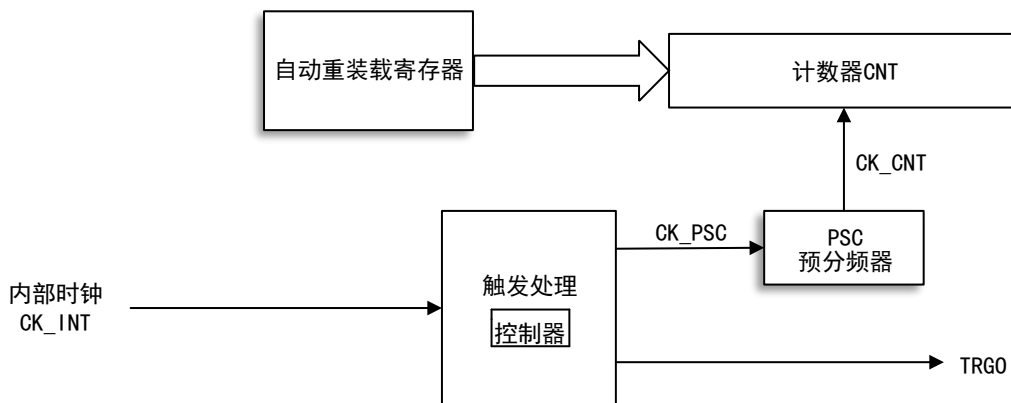 自动重装载寄存器
计数器CNT
CK_CNT
CK_PSC
PSC
预分频器
内部时钟
CK_INT
触发处理
控制器
TRGO